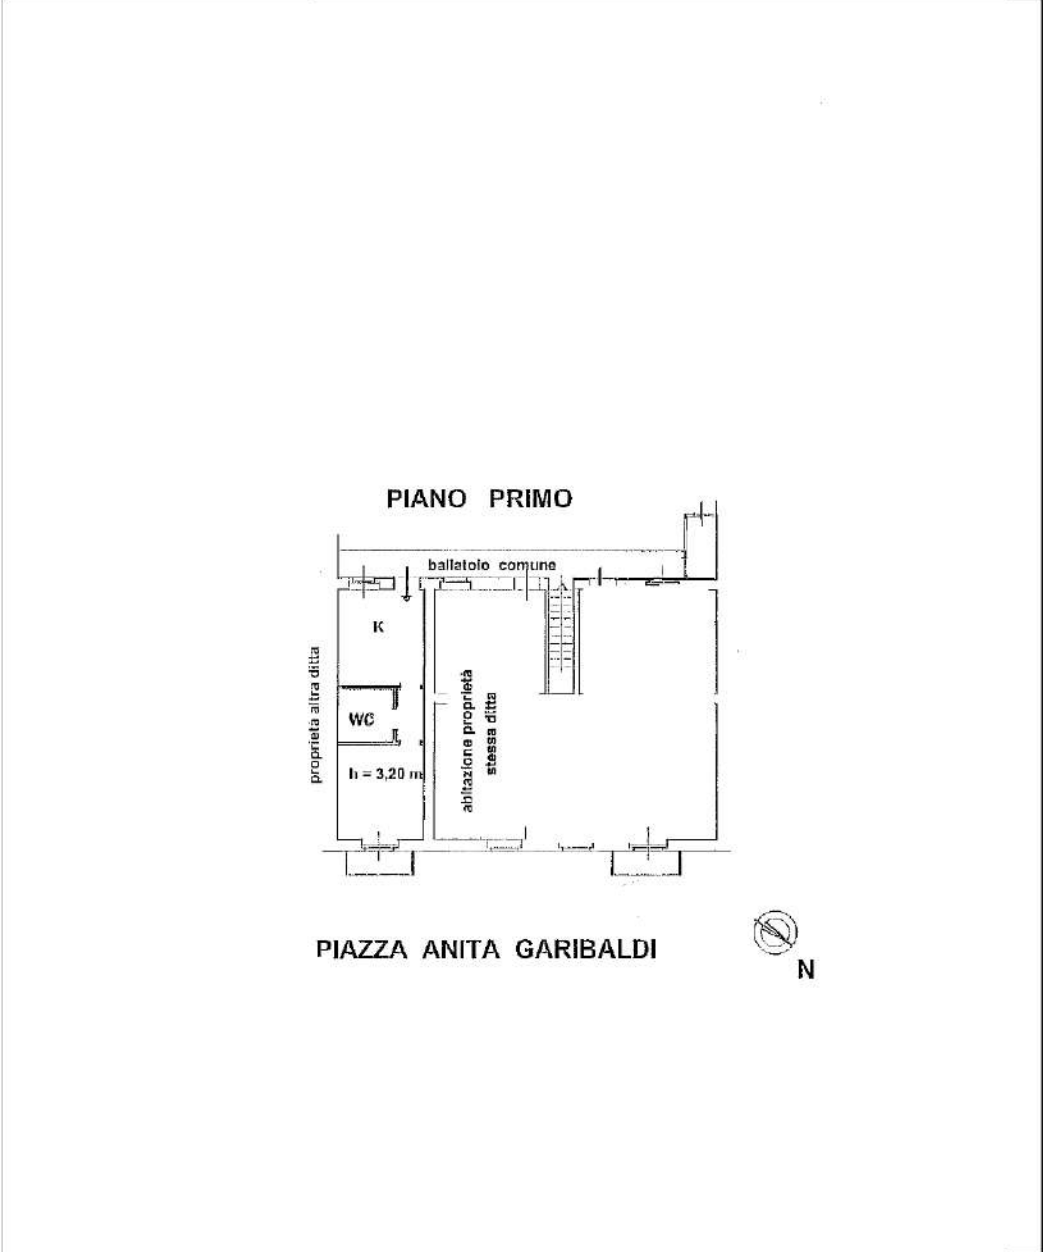 PIANO PRIMO
ballatoio comune
K
proprietà altra ditta
WC
abitazione proprietà
stessa ditta
h = 3,20 m
PIAZZA ANITA GARIBALDI
N